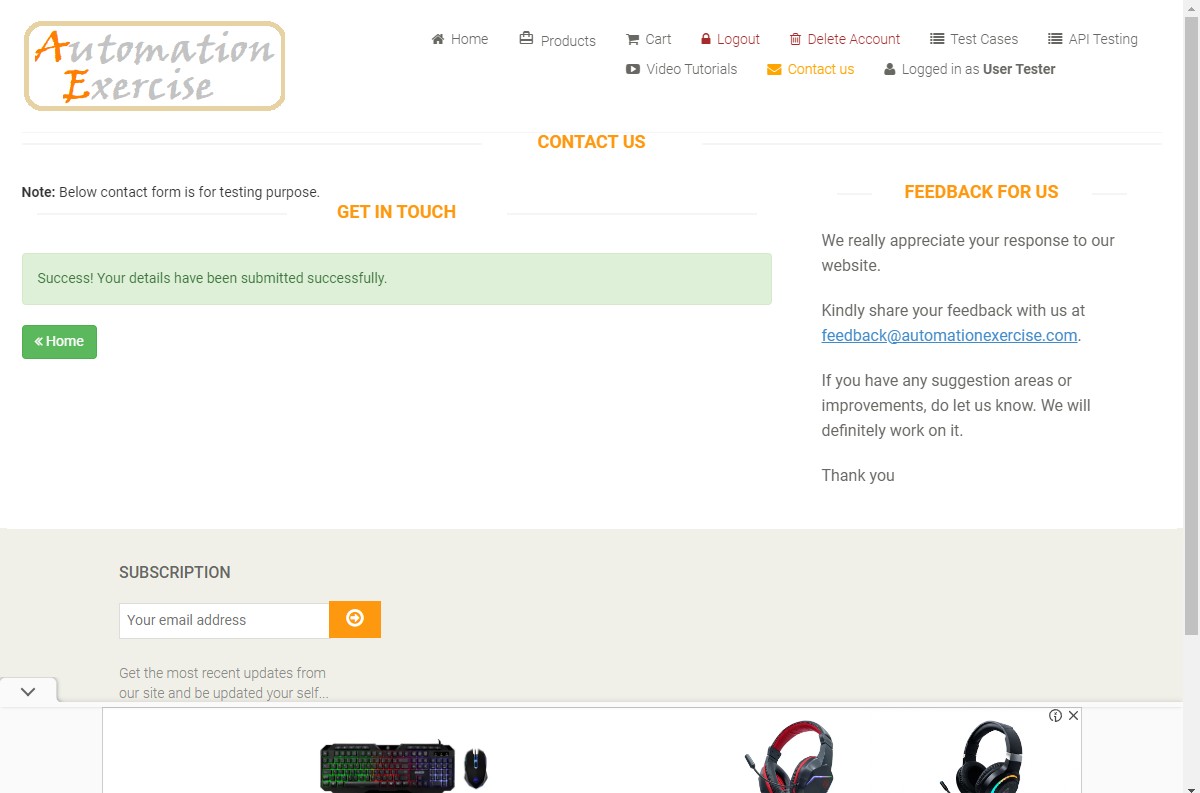 Automation
Exercise
Home
Products
Cart
Logout
Delete Account
Test Cases
API Testing
Video Tutorials
Contact us
Logged in as User Tester
CONTACT US
Note: Below contact form is for testing purpose.
GET IN TOUCH
Success! Your details have been submitted successfully.
« Home
FEEDBACK FOR US
We really appreciate your response to our
website.
Kindly share your feedback with us at
feedback@automationexercise.com.
If you have any suggestion areas or
improvements, do let us know. We will
definitely work on it.
Thank you
SUBSCRIPTION
Your email address
Get the most recent updates from
our site and be updated your self...